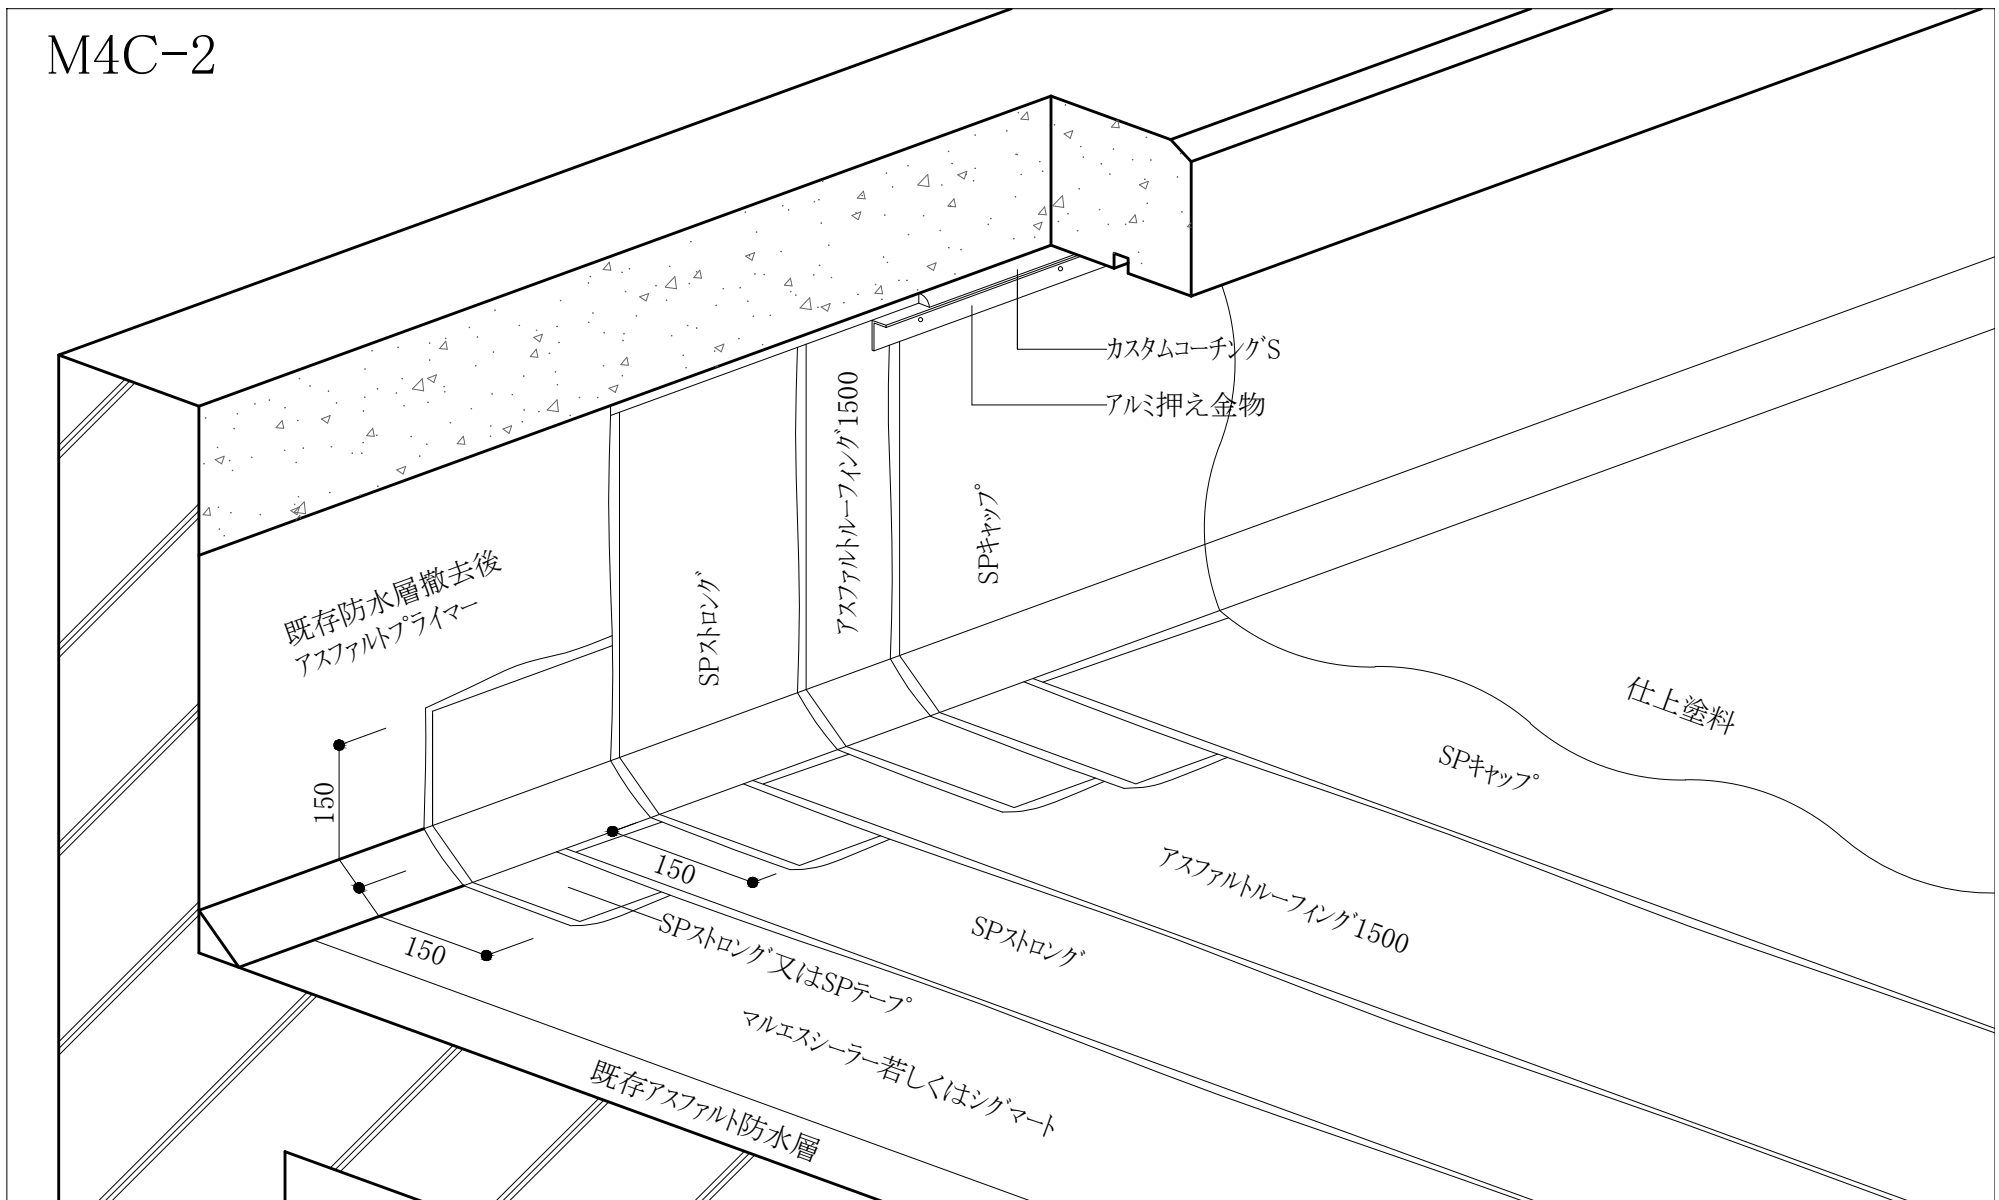 M4C-2
カスタムコーチングS
アルミ押え金物
アスファルトルーフィング1500
SPキャップ
SPストロング
既存防水層撤去後
アスファルトプライマー
150
150
150
仕上塗料
SPキャップ
アスファルトルーフィング1500
SPストロング
SPストロング又はSPテープ
マルエスシーラー若しくはシグマート
既存アスファルト防水層